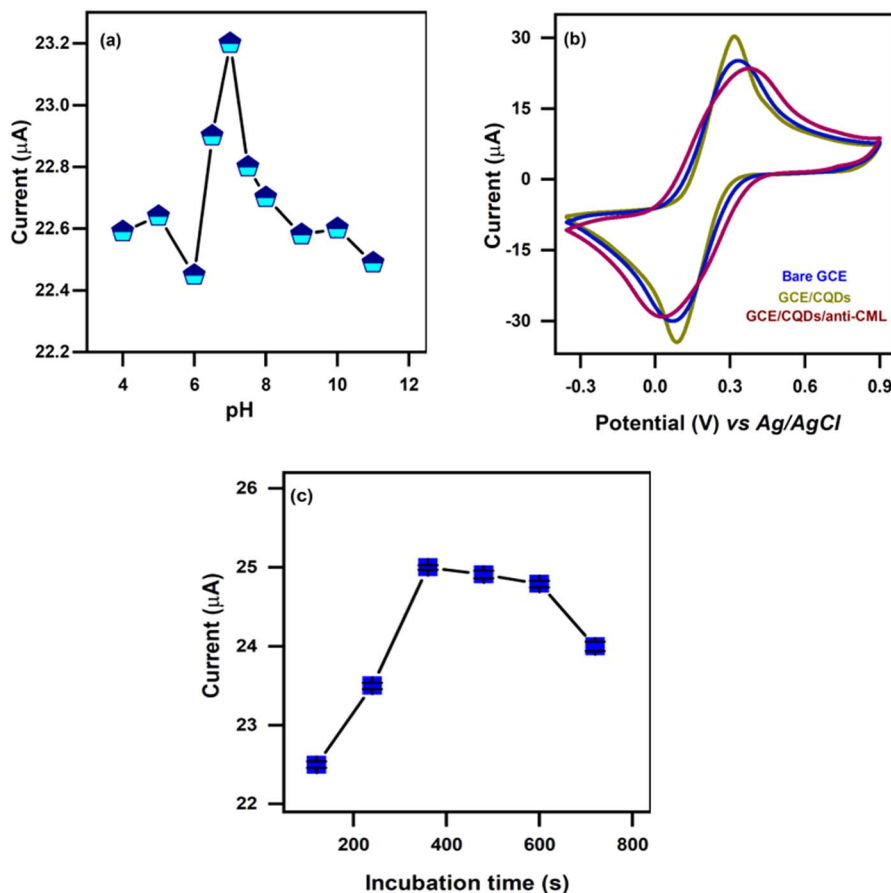 (a)
Current (μA)
23.2
23.0
22.8
22.6
22.4
22.2
4 6 8 10 12
pH
(b)
Current (μA)
30
15
0
-15
-30
Bare GCE
GCE/CQDs
GCE/CQDs/anti-CML
-0.3 0.0 0.3 0.6 0.9
Potential (V) vs Ag/AgCl
(c)
Current (μA)
26
25
24
23
22
200 400 600 800
Incubation time (s)